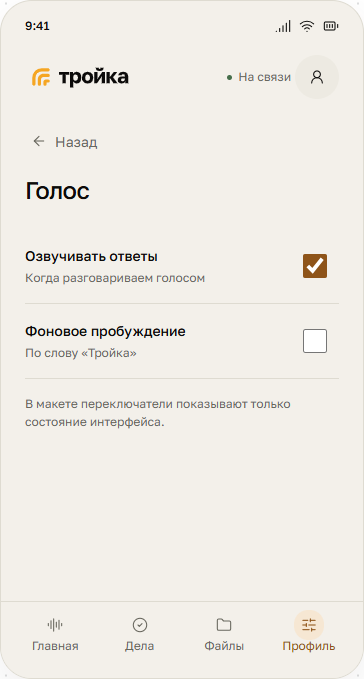 9:41
тройка
На связи
Назад
Голос
Озвучивать ответы
Когда разговариваем голосом
Фоновое пробуждение
По слову «Тройка»
В макете переключатели показывают только
состояние интерфейса.
Главная
Дела
Файлы
Профиль